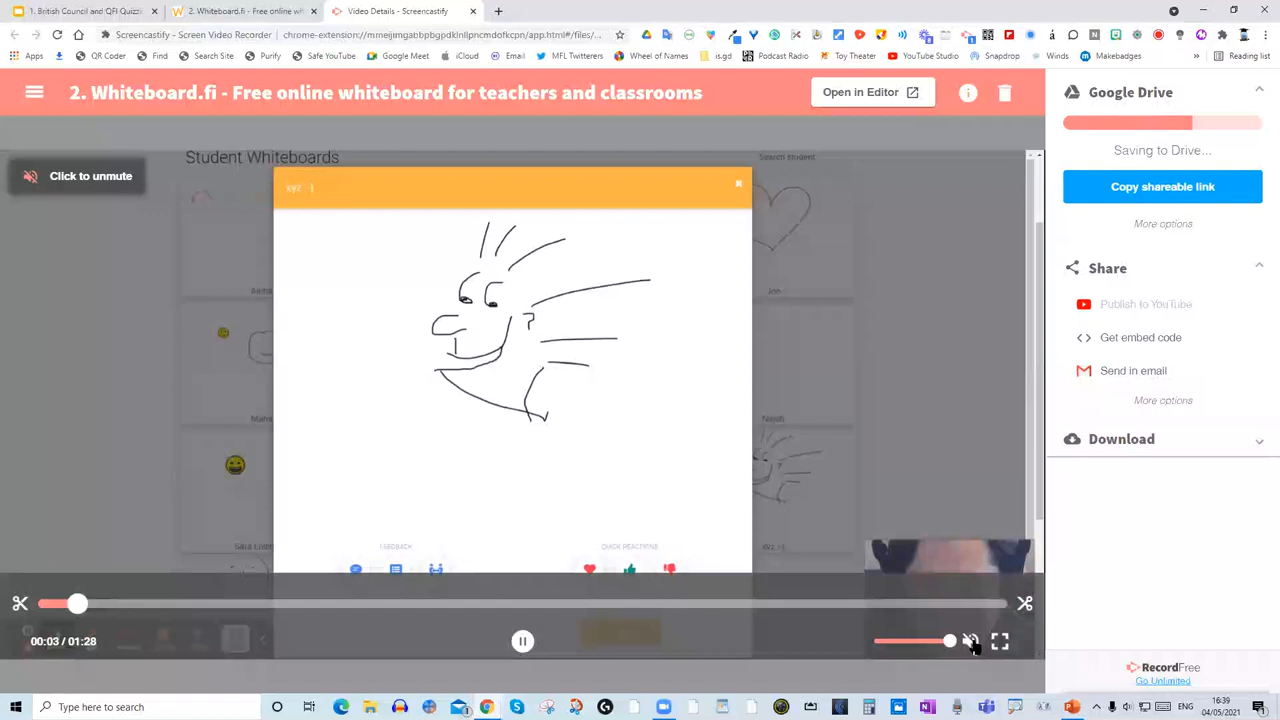 1. British Council and QFI Quizzi
2. Whiteboard.fi - Free online wh
Video Details - Screencastify
Screencastify - Screen Video Recorder
chrome-extension://mmeijimgabbpbgpdklnllpncmdofkcpn/app.html#/files/...
Apps
QR Coder
Find
Search Site
Purify
Safe YouTube
Google Meet
iCloud
Email
MFL Twitterers
Wheel of Names
is.gd
Podcast Radio
Toy Theater
YouTube Studio
Snapdrop
Winds
Makebadges
Reading list
2. Whiteboard.fi - Free online whiteboard for teachers and classrooms
Open in Editor
Google Drive
Saving to Drive...
Copy shareable link
More options
Share
Publish to YouTube
Get embed code
Send in email
More options
Download
Student Whiteboards
Search student
Click to unmute
xyz :-)
Jon
FEEDBACK
QUICK REACTIONS
xyz :-)
00:03 / 01:28
RecordFree
Go Unlimited
Type here to search
16:39
04/05/2021